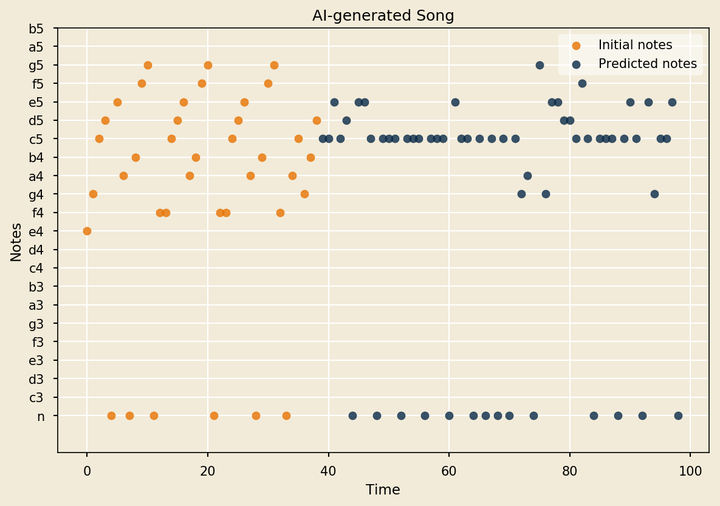 AI-generated Song
Initial notes
Predicted notes
Notes
b5
a5
g5
f5
e5
d5
c5
b4
a4
g4
f4
e4
d4
c4
b3
a3
g3
f3
e3
d3
c3
n
0 20 40 60 80 100
Time